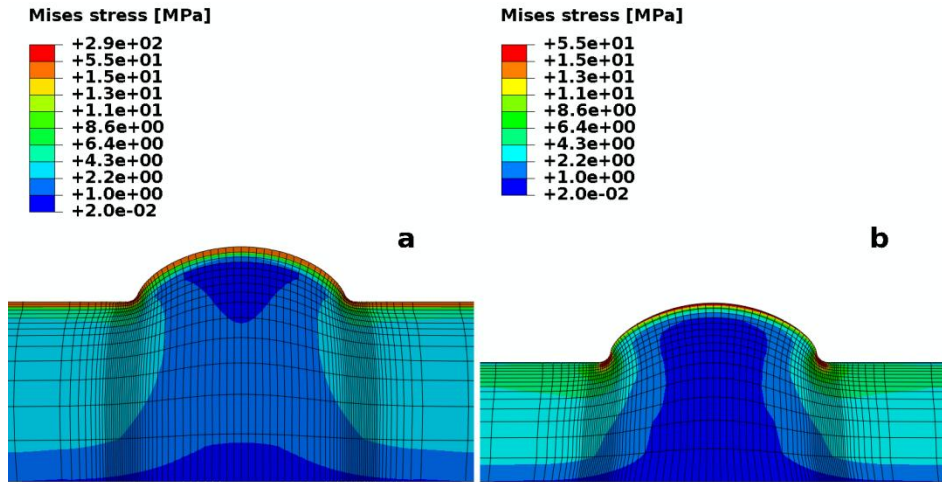 Mises stress [MPa]
+2.9e+02
+5.5e+01
+1.5e+01
+1.3e+01
+1.1e+01
+8.6e+00
+6.4e+00
+4.3e+00
+2.2e+00
+1.0e+00
+2.0e-02
a
Mises stress [MPa]
+5.5e+01
+1.5e+01
+1.3e+01
+1.1e+01
+8.6e+00
+6.4e+00
+4.3e+00
+2.2e+00
+1.0e+00
+2.0e-02
b